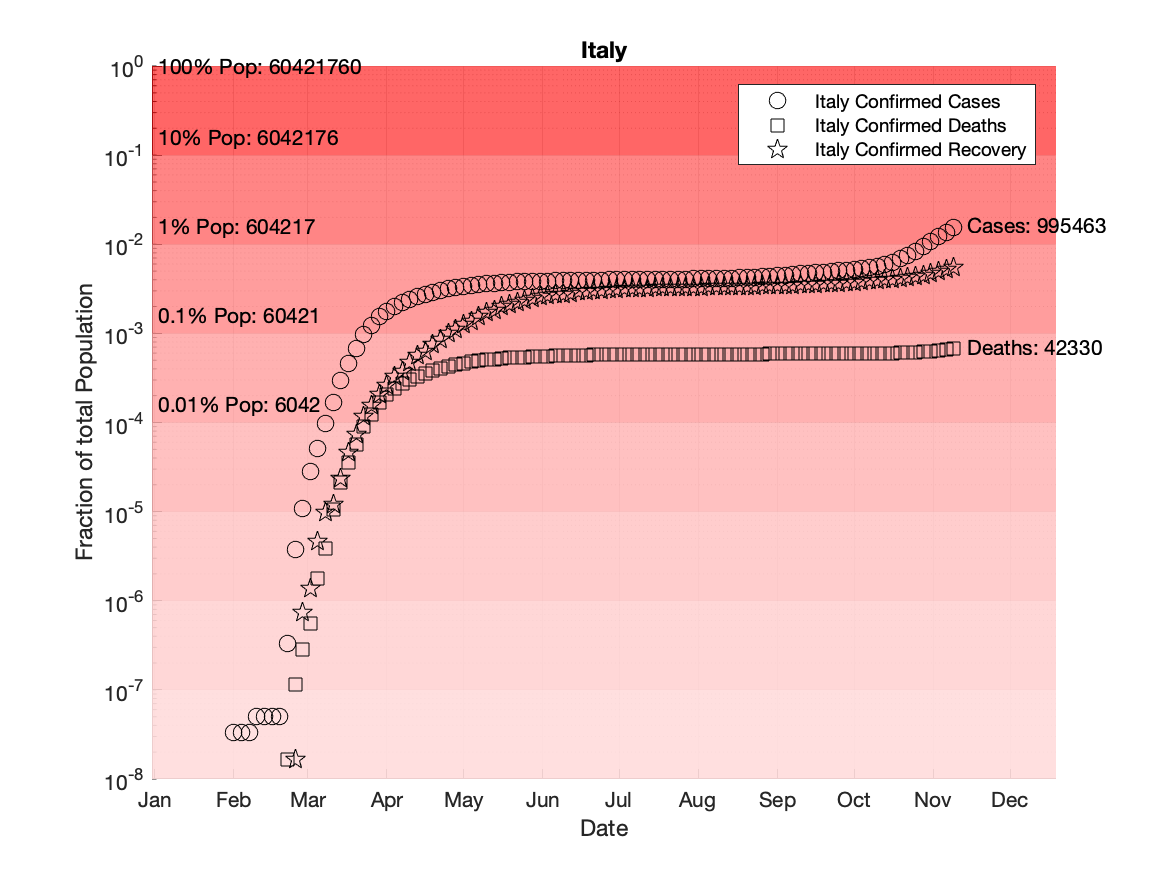 Italy
10^0
100% Pop: 60421760
Italy Confirmed Cases
Italy Confirmed Deaths
Italy Confirmed Recovery
10% Pop: 6042176
10^-1
1% Pop: 604217
Cases: 995463
10^-2
0.1% Pop: 60421
10^-3
Deaths: 42330
0.01% Pop: 6042
10^-4
10^-5
10^-6
10^-7
10^-8
Fraction of total Population
Jan Feb Mar Apr May Jun Jul Aug Sep Oct Nov Dec
Date